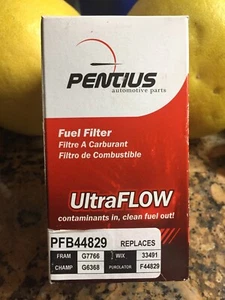 PENTIUS
automotive parts
Fuel Filter
Filtre A Carburant
Filtro de Combustible
UltraFLOW
contaminants in, clean fuel out!
PFB44829 REPLACES
FRAM G7766 WIX 33491
CHAMP G6368 PUROLATOR F44829